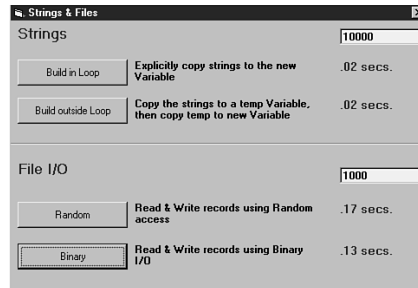 Strings & Files
Strings
10000
Build in Loop
Explicitly copy strings to the new
Variable
.02 secs.
Build outside Loop
Copy the strings to a temp Variable,
then copy temp to new Variable
.02 secs.
File I/O
1000
Random
Read & Write records using Random
access
.17 secs.
Binary
Read & Write records using Binary
I/O
.13 secs.